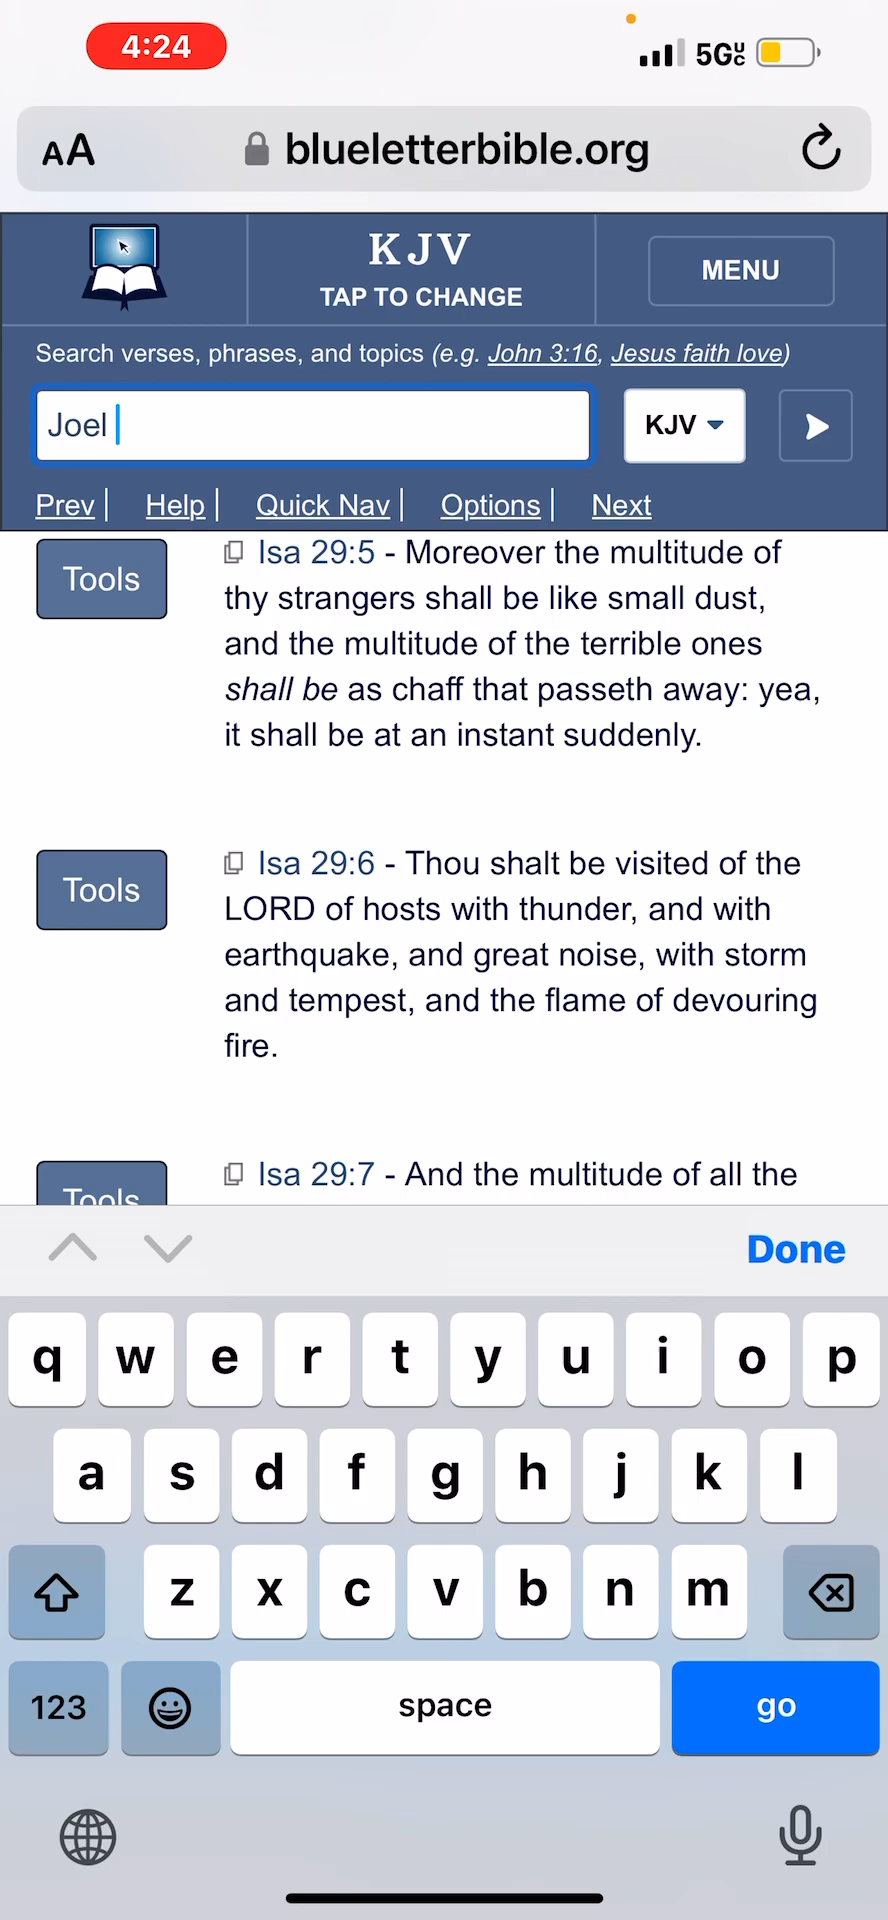 4:24
5GUC
AA blueletterbible.org
KJV
TAP TO CHANGE
MENU
Search verses, phrases, and topics (e.g. John 3:16, Jesus faith love)
Joel
KJV
Prev| Help| Quick Nav| Options| Next
Tools
Isa 29:5 - Moreover the multitude of
thy strangers shall be like small dust,
and the multitude of the terrible ones
shall be as chaff that passeth away: yea,
it shall be at an instant suddenly.
Tools
Isa 29:6 - Thou shalt be visited of the
LORD of hosts with thunder, and with
earthquake, and great noise, with storm
and tempest, and the flame of devouring
fire.
Tools
Isa 29:7 - And the multitude of all the
Done
q w e r t y u i o p
a s d f g h j k l
z x c v b n m
123 space go